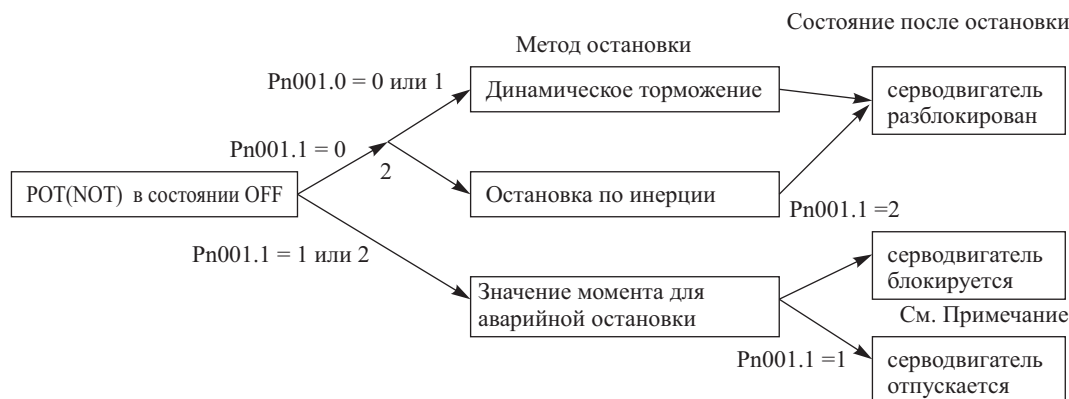 Состояние после остановки
Метод остановки
Pn001.0 = 0 или 1
Динамическое торможение
серводвигатель
разблокирован
Pn001.1 = 0
2
POT(NOT) в состоянии OFF
Остановка по инерции
Pn001.1 =2
Pn001.1 = 1 или 2
серводвигатель
блокируется
Значение момента для
аварийной остановки
См. Примечание
Pn001.1 =1
серводвигатель
отпускается